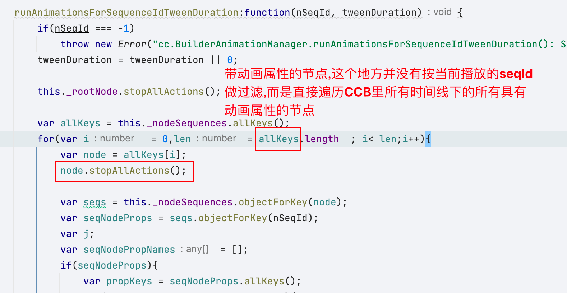 runAnimationsForSequenceIdTweenDuration:function(nSeqId, tweenDuration) : void {
if(nSeqId === -1)
throw new Error("cc.BuilderAnimationManager.runAnimationsForSequenceIdTweenDuration(): S
tweenDuration = tweenDuration || 0;
带动画属性的节点,这个地方并没有按当前播放的seqId
this._rootNode.stopAllActions();
做过滤,而是直接遍历CCB里所有时间线下的所有具有
动画属性的节点
var allKeys = this._nodeSequences.allKeys();
for(var i : number = 0,len : number = allKeys.length ; i< len;i++){
var node = allKeys[i];
node.stopAllActions();
var seqs = this._nodeSequences.objectForKey(node);
var seqNodeProps = seqs.objectForKey(nSeqId);
var j;
var seqNodePropNames : any[] = [];
if(seqNodeProps){
var propKeys = seqNodeProps.allKeys();